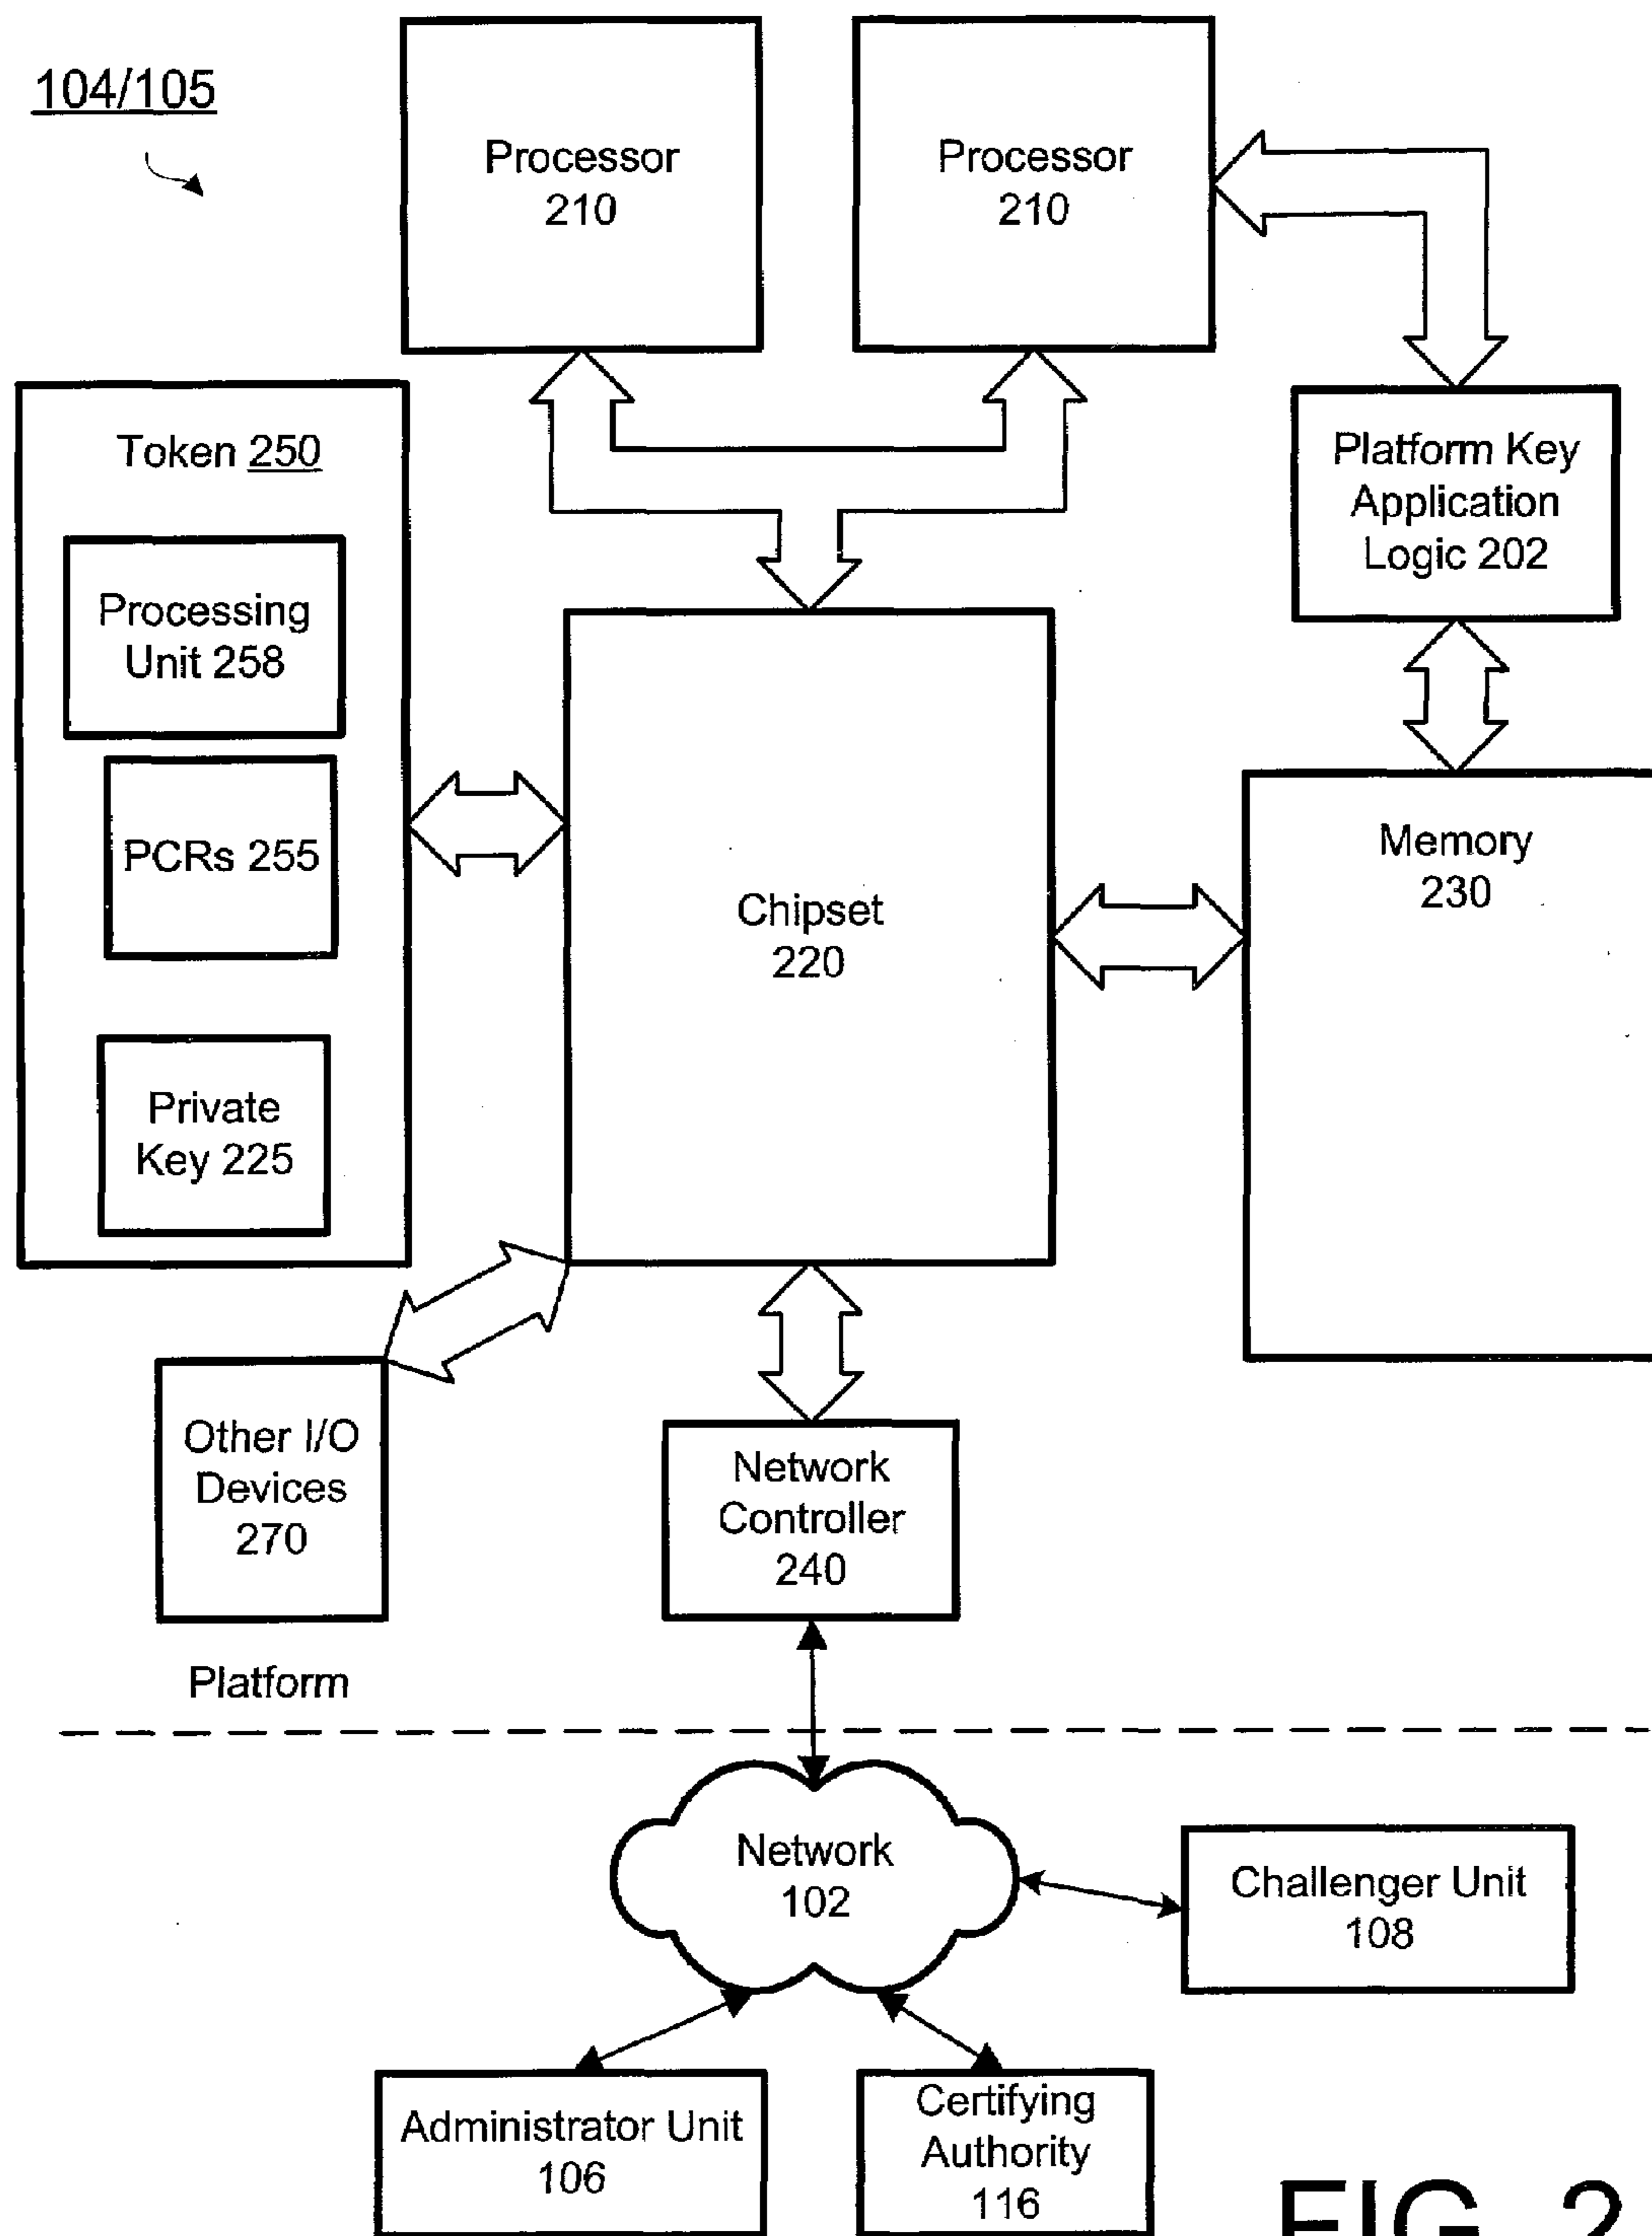 104/105
Processor
210
Processor
210
Token 250
Processing
Unit 258
PCRs 255
Private
Key 225
Platform Key
Application
Logic 202
Chipset
220
Memory
230
Other I/O
Devices
270
Network
Controller
240
Platform
Network
102
Challenger Unit
108
Administrator Unit
106
Certifying
Authority
116
FIG. 2